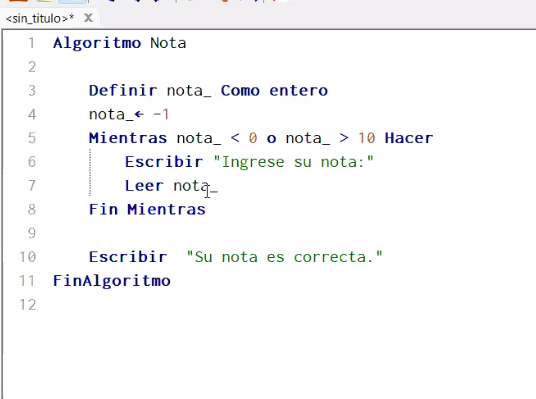 <sin_titulo>* X
1 Algoritmo Nota
2
3 Definir nota_ Como entero
4 nota_← -1
5 Mientras nota_ < 0 o nota_ > 10 Hacer
6 Escribir "Ingrese su nota:"
7 Leer nota_
8 Fin Mientras
9
10 Escribir "Su nota es correcta."
11 FinAlgoritmo
12